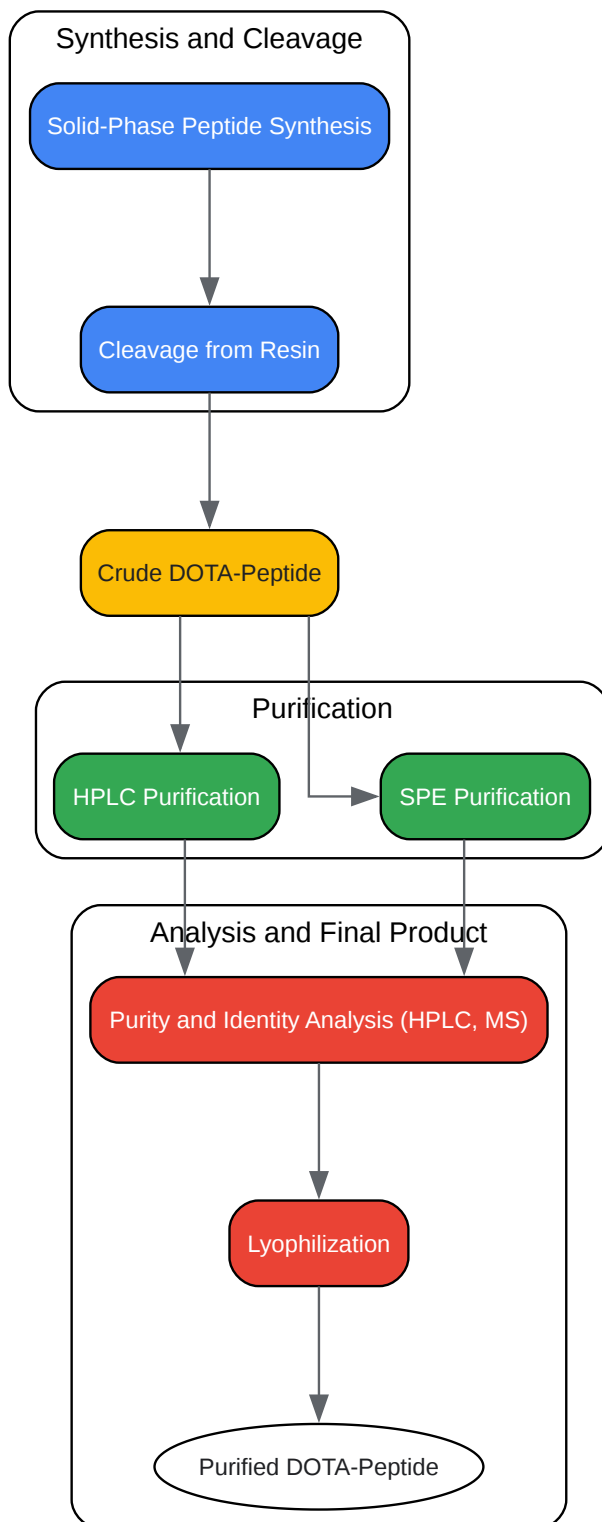 Synthesis and Cleavage
Solid-Phase Peptide Synthesis
Cleavage from Resin
Crude DOTA-Peptide
Purification
HPLC Purification
SPE Purification
Analysis and Final Product
Purity and Identity Analysis (HPLC, MS)
Lyophilization
Purified DOTA-Peptide